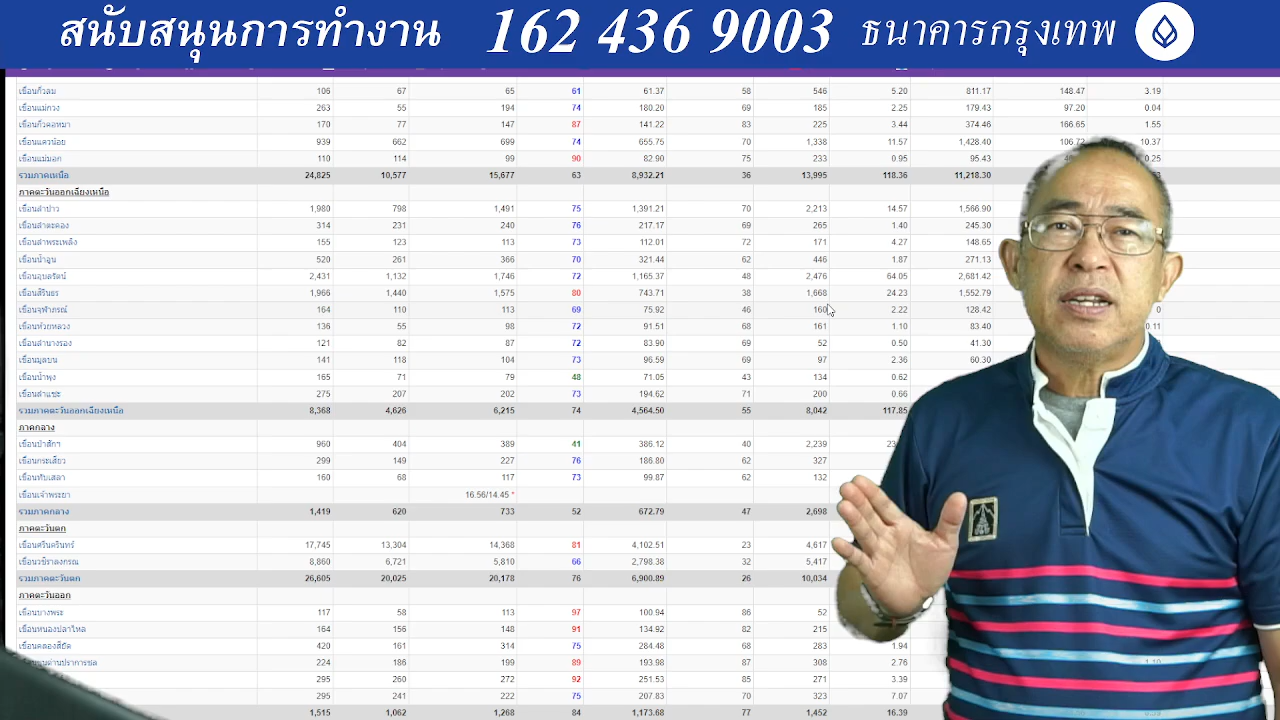 สนับสนุนการทำงาน 162 436 9003 ธนาคารกรุงเทพ
เขื่อนกิ่วลม 106 67 65 61 61.37 58 546 5.20 811.17 148.47 3.19
เขื่อนแม่กวง 263 55 194 74 180.20 69 185 2.25 179.43 97.20 0.04
เขื่อนกิ่วคอหมา 170 77 147 87 141.22 83 225 3.44 374.46 166.65 1.55
เขื่อนแควน้อย 939 662 699 74 655.75 70 1,338 11.57 1,428.40 106.72 10.37
เขื่อนแม่มอก 110 114 99 90 82.90 75 233 0.95 95.43 0.25
รวมภาคเหนือ 24,825 10,577 15,677 63 8,932.21 36 13,995 118.36 11,218.30
ภาคตะวันออกเฉียงเหนือ
เขื่อนลำปาว 1,980 798 1,491 75 1,391.21 70 2,213 14.57 1,566.90
เขื่อนลำตะคอง 314 231 240 76 217.17 69 265 1.40 245.30
เขื่อนลำพระเพลิง 155 123 113 73 112.01 72 171 4.27 148.65
เขื่อนน้ำอูน 520 261 366 70 321.44 62 446 1.87 271.13
เขื่อนอุบลรัตน์ 2,431 1,132 1,746 72 1,165.37 48 2,476 64.05 2,681.42
เขื่อนสิรินธร 1,966 1,440 1,575 80 743.71 38 1,668 24.23 1,552.79
เขื่อนจุฬาภรณ์ 164 110 113 69 75.92 46 160 2.22 128.42 0
เขื่อนห้วยหลวง 136 55 98 72 91.51 68 161 1.10 83.40 0.11
เขื่อนลำนางรอง 121 82 87 72 83.90 69 52 0.50 41.30
เขื่อนมูลบน 141 118 104 73 96.59 69 97 2.36 60.30
เขื่อนน้ำพุง 165 71 79 48 71.05 43 134 0.62
เขื่อนลำแซะ 275 207 202 73 194.62 71 200 0.66
รวมภาคตะวันออกเฉียงเหนือ 8,368 4,626 6,215 74 4,564.50 55 8,042 117.85
ภาคกลาง
เขื่อนป่าสักฯ 960 404 389 41 386.12 40 2,239
เขื่อนกระเสียว 299 149 227 76 186.80 62 327
เขื่อนทับเสลา 160 68 117 73 99.87 62 132
เขื่อนเจ้าพระยา 16.56/14.45 *
รวมภาคกลาง 1,419 620 733 52 672.79 47 2,698
ภาคตะวันตก
เขื่อนศรีนครินทร์ 17,745 13,304 14,368 81 4,102.51 23 4,617
เขื่อนวชิราลงกรณ 8,860 6,721 5,810 66 2,798.38 32 5,417
รวมภาคตะวันตก 26,605 20,025 20,178 76 6,900.89 26 10,034
ภาคตะวันออก
เขื่อนบางพระ 117 58 113 97 100.94 86 52
เขื่อนหนองปลาไหล 164 156 148 91 134.92 82 215
เขื่อนคลองสียัด 420 161 314 75 284.48 68 283 1.94
เขื่อนขุนด่านปราการชล 224 186 199 89 193.98 87 308 2.76 1.10
295 260 272 92 251.53 85 271 3.39
295 241 222 75 207.83 70 323 7.07
1,515 1,062 1,268 84 1,173.68 77 1,452 16.39